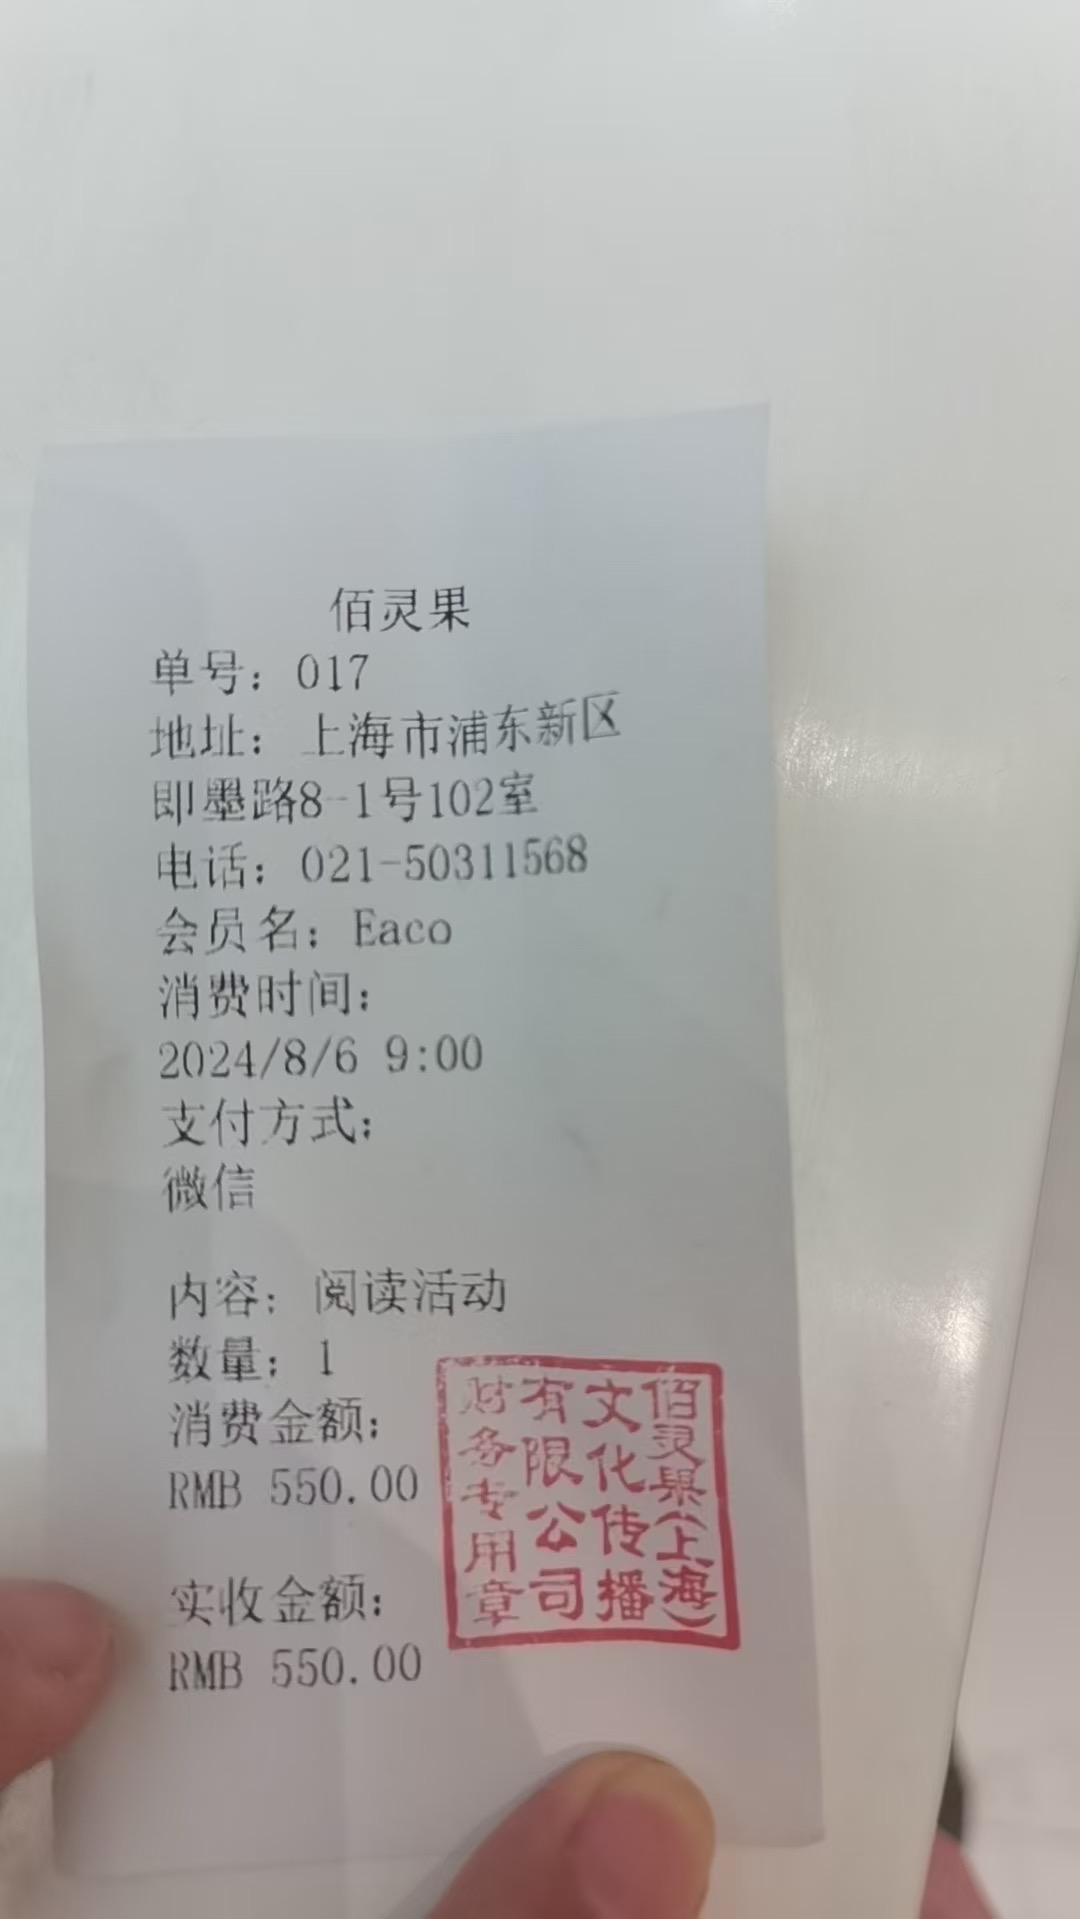 佰灵果
单号：017
地址：上海市浦东新区
即墨路8-1号102室
电话：021-50311568
会员名：Eaco
消费时间：
2024/8/6 9:00
支付方式：
微信
内容：阅读活动
数量：1
消费金额：
RMB 550.00
实收金额：
RMB 550.00
佰灵果（上海）
文化传播
有限公司
财务专用章